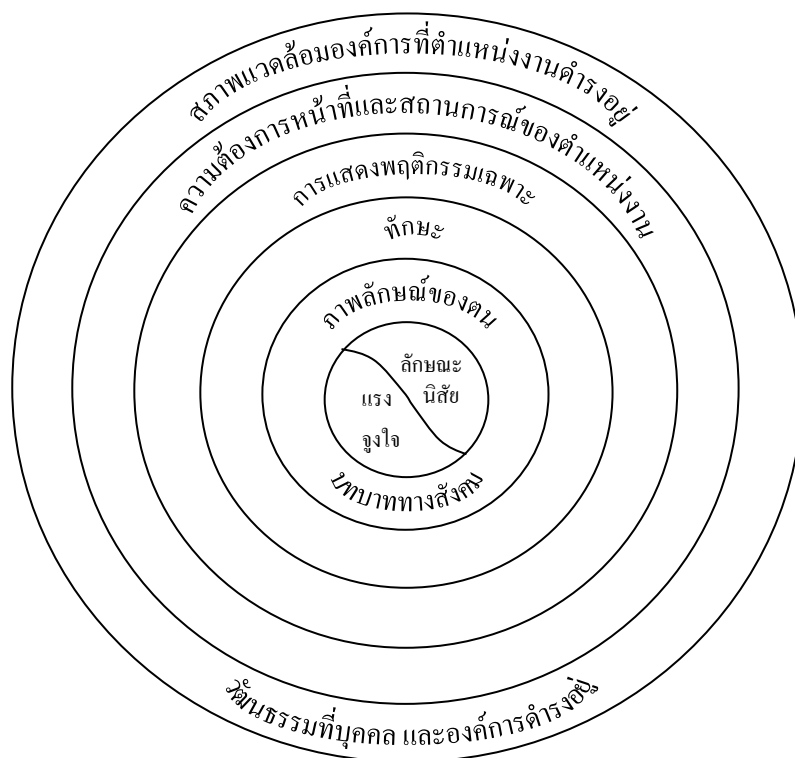 สภาพแวดล้อมองค์การที่ตำแหน่งงานดำรงอยู่
ความต้องการหน้าที่และสถานการณ์ของตำแหน่งงาน
การแสดงพฤติกรรมเฉพาะ
ทักษะ
ภาพลักษณ์ของตน
ลักษณะ
นิสัย
แรง
จูงใจ
บทบาททางสังคม
วัฒนธรรมที่บุคคล และองค์การดำรงอยู่